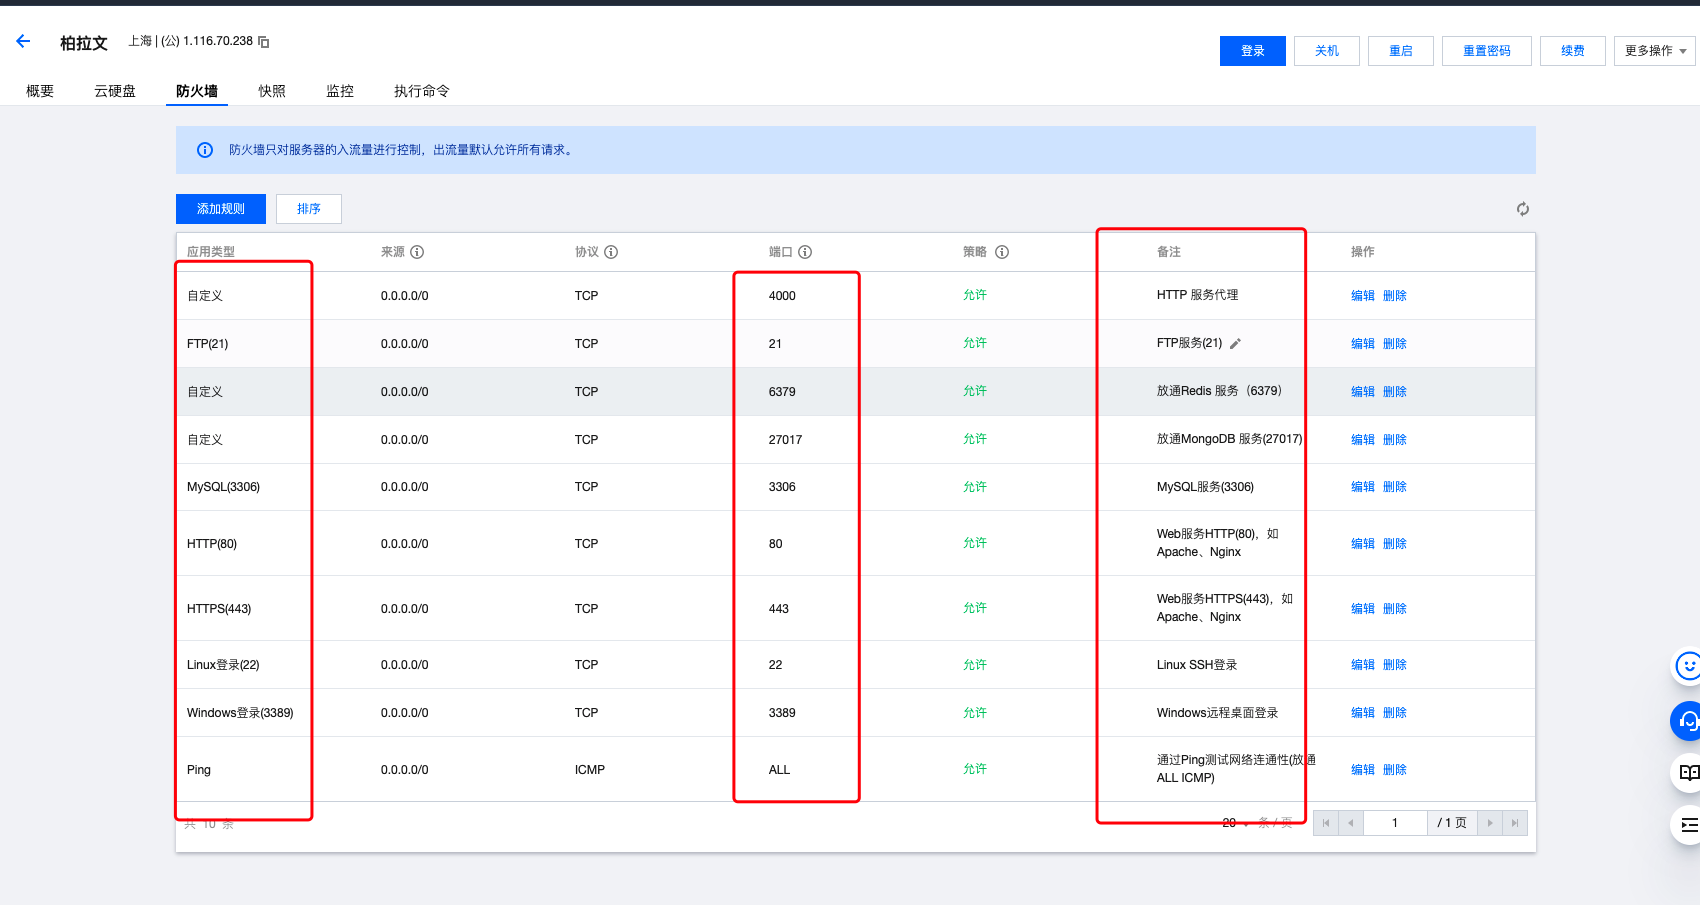 柏拉文 上海 | (公) 1.116.70.238
登录 关机 重启 重置密码 续费 更多操作
概要 云硬盘 防火墙 快照 监控 执行命令
防火墙只对服务器的入流量进行控制，出流量默认允许所有请求。
添加规则 排序
应用类型 来源 协议 端口 策略 备注 操作
自定义 0.0.0.0/0 TCP 4000 允许 HTTP 服务代理 编辑 删除
FTP(21) 0.0.0.0/0 TCP 21 允许 FTP服务(21) 编辑 删除
自定义 0.0.0.0/0 TCP 6379 允许 放通Redis 服务（6379） 编辑 删除
自定义 0.0.0.0/0 TCP 27017 允许 放通MongoDB 服务(27017) 编辑 删除
MySQL(3306) 0.0.0.0/0 TCP 3306 允许 MySQL服务(3306) 编辑 删除
HTTP(80) 0.0.0.0/0 TCP 80 允许 Web服务HTTP(80)，如
Apache、Nginx 编辑 删除
HTTPS(443) 0.0.0.0/0 TCP 443 允许 Web服务HTTPS(443)，如
Apache、Nginx 编辑 删除
Linux登录(22) 0.0.0.0/0 TCP 22 允许 Linux SSH登录 编辑 删除
Windows登录(3389) 0.0.0.0/0 TCP 3389 允许 Windows远程桌面登录 编辑 删除
Ping 0.0.0.0/0 ICMP ALL 允许 通过Ping测试网络连通性(放通
ALL ICMP) 编辑 删除
共 10 条 20 条 / 页 1 / 1 页